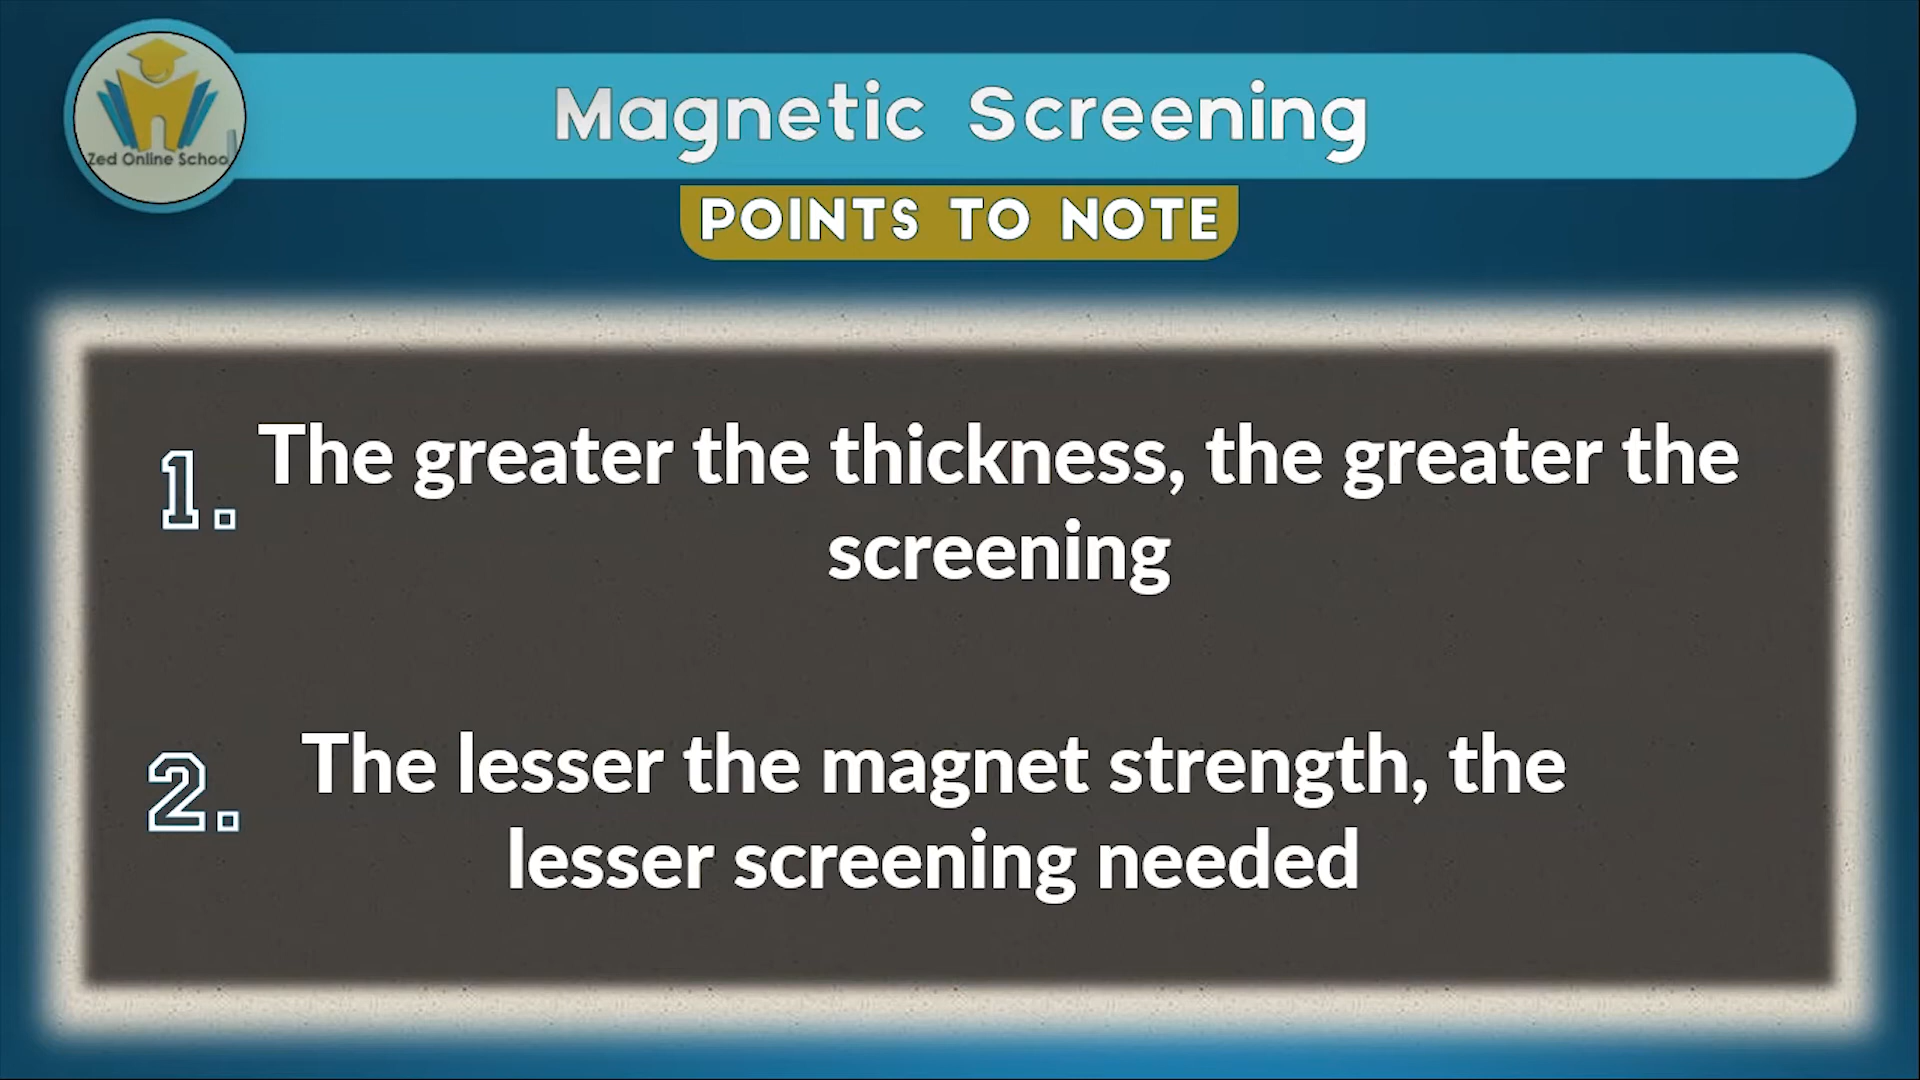 Zed Online School
Magnetic Screening
POINTS TO NOTE
1. The greater the thickness, the greater the
screening
2. The lesser the magnet strength, the
lesser screening needed